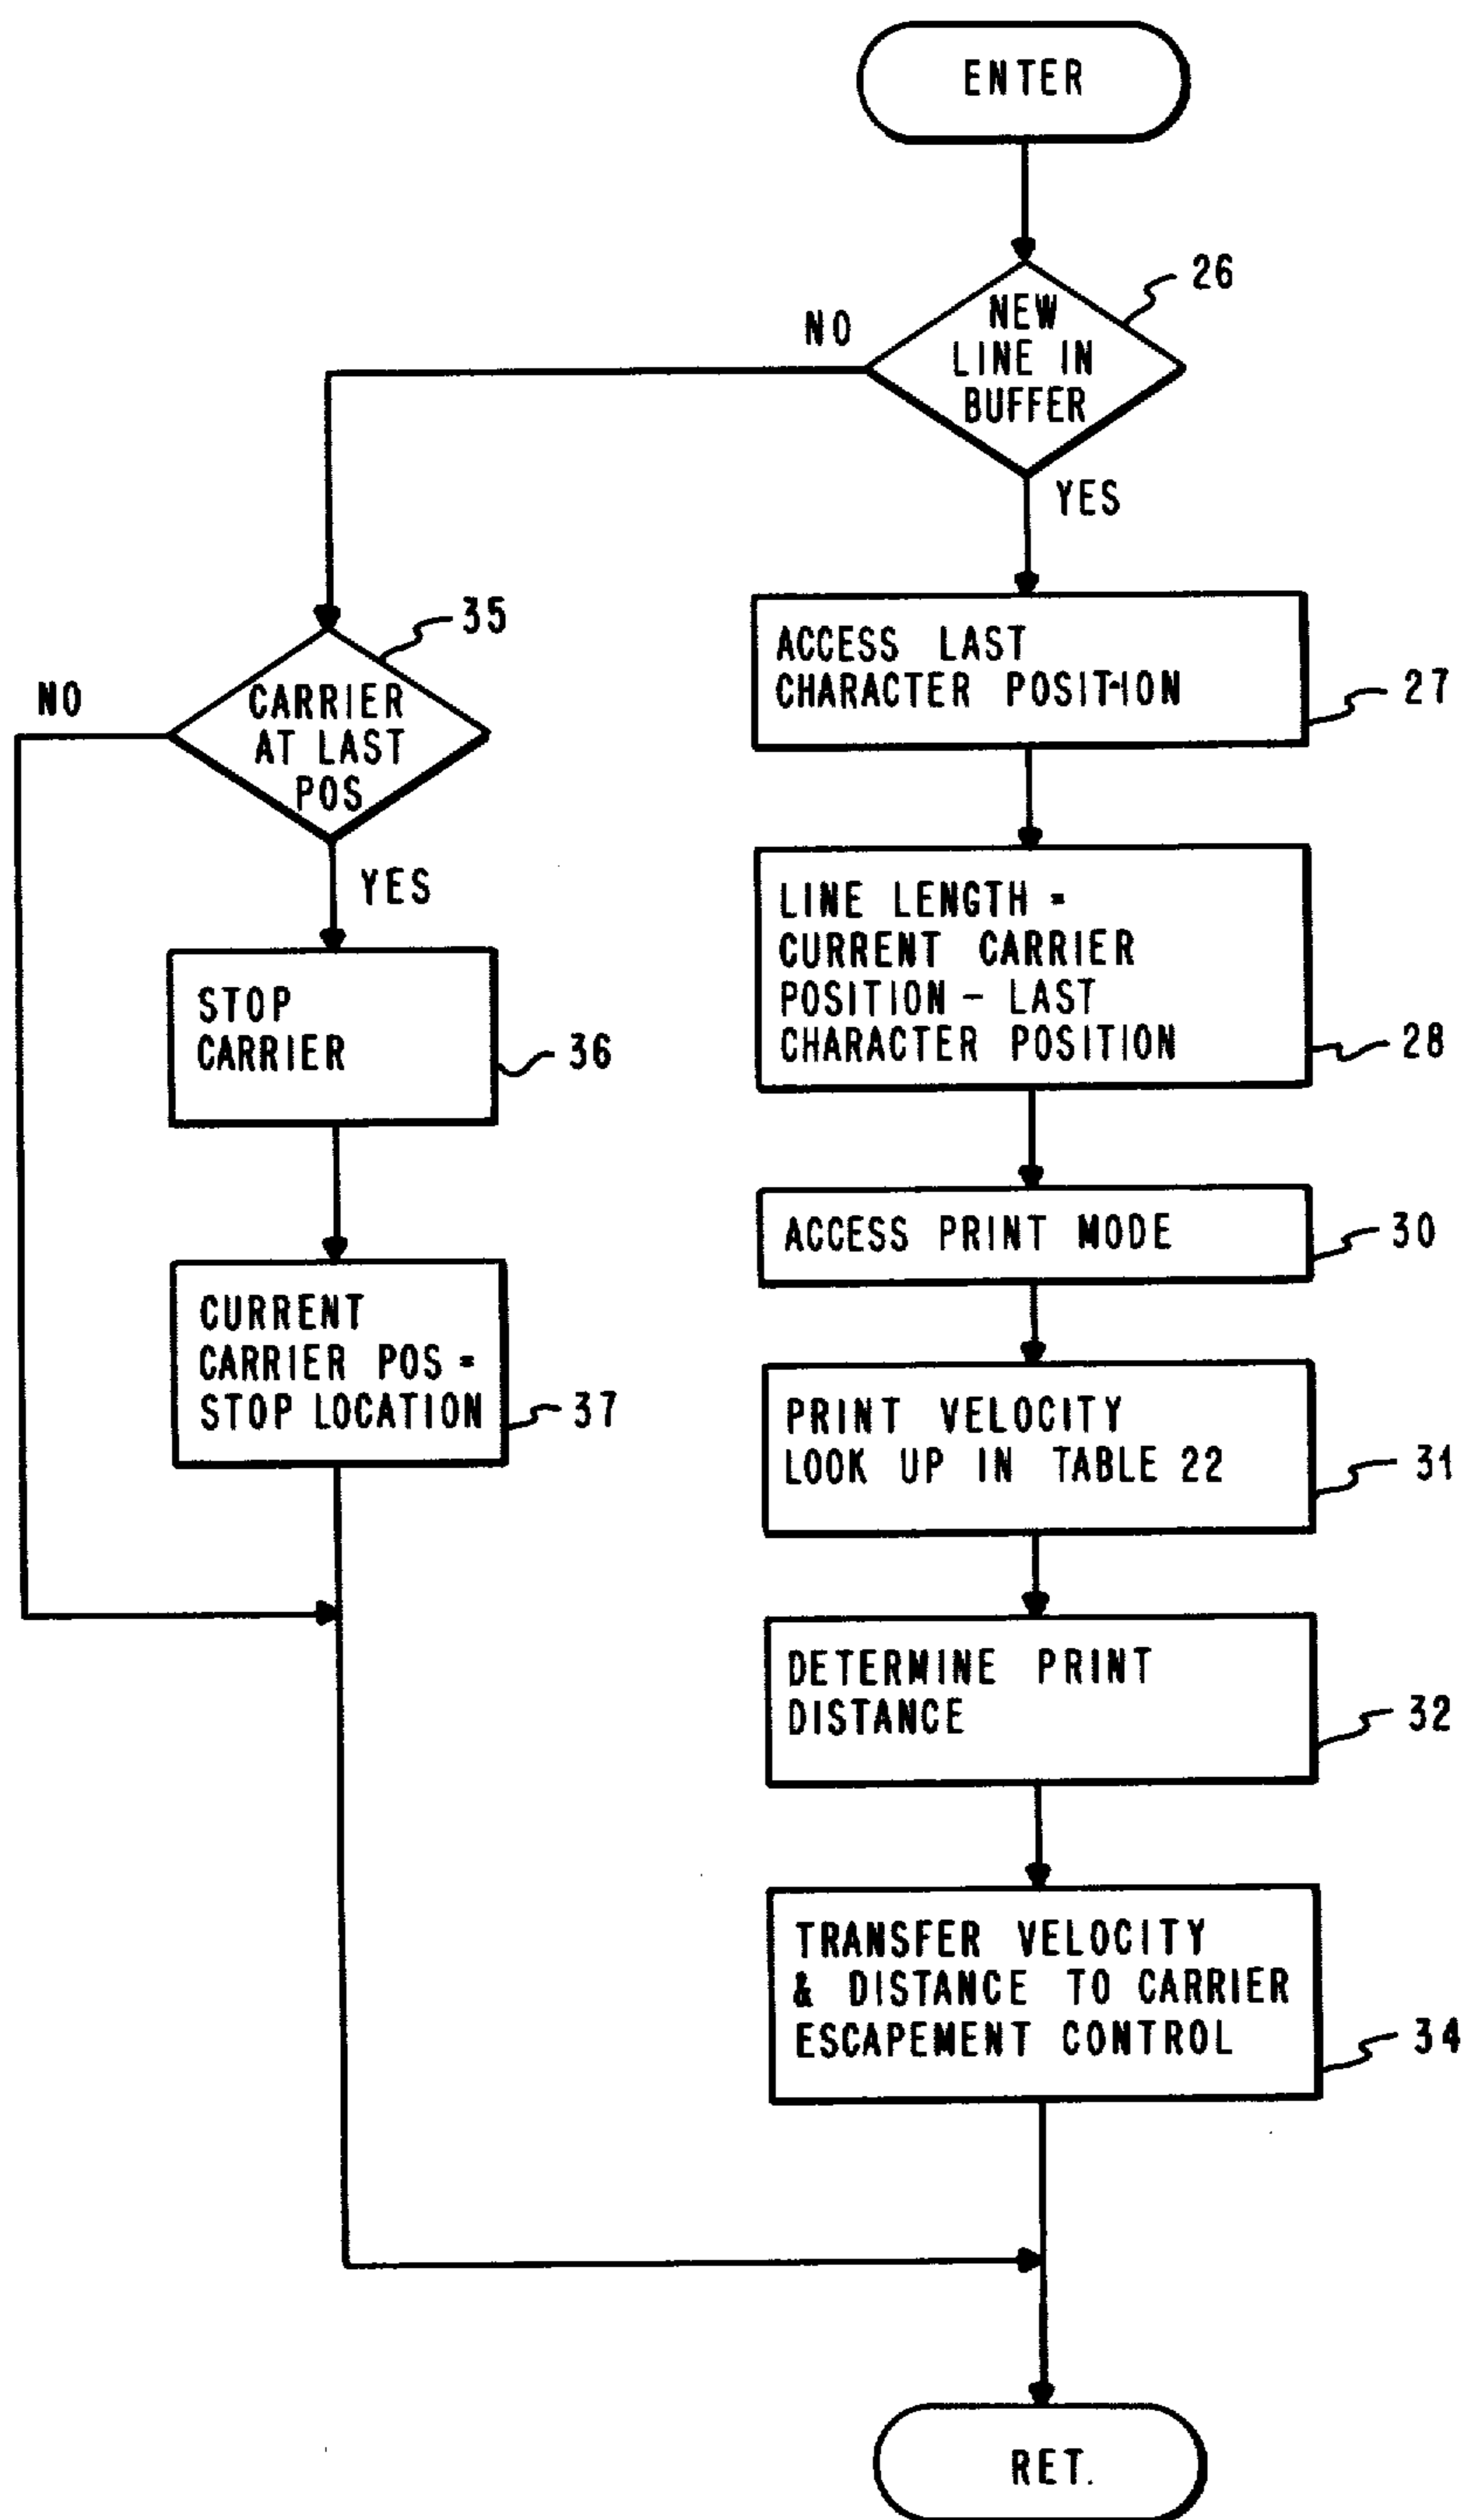 ENTER
26
NEW
LINE IN
BUFFER
NO
YES
ACCESS LAST
CHARACTER POSITION
27
LINE LENGTH =
CURRENT CARRIER
POSITION - LAST
CHARACTER POSITION
28
ACCESS PRINT MODE
30
PRINT VELOCITY
LOOK UP IN TABLE 22
31
DETERMINE PRINT
DISTANCE
32
TRANSFER VELOCITY
& DISTANCE TO CARRIER
ESCAPEMENT CONTROL
34
35
CARRIER
AT LAST
POS
NO
YES
STOP
CARRIER
36
CURRENT
CARRIER POS =
STOP LOCATION
37
RET.